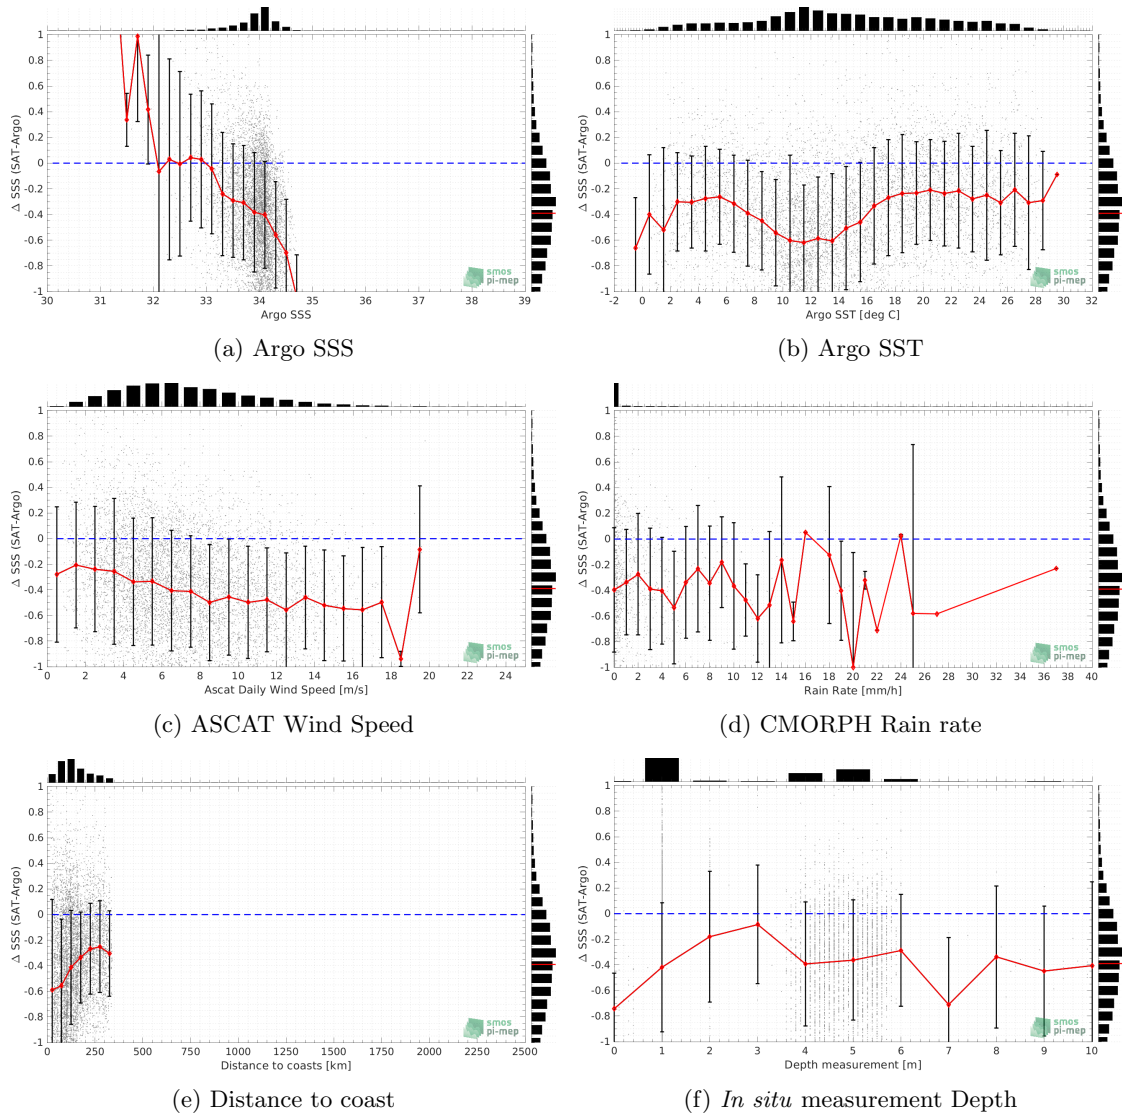 1
0.8
0.6
0.4
0.2
0
-0.2
-0.4
-0.6
-0.8
-1
Δ SSS (SAT-Argo)
30 31 32 33 34 35 36 37 38 39
Argo SSS
smos
pi-mep
(a) Argo SSS
1
0.8
0.6
0.4
0.2
0
-0.2
-0.4
-0.6
-0.8
-1
Δ SSS (SAT-Argo)
-2 0 2 4 6 8 10 12 14 16 18 20 22 24 26 28 30 32
Argo SST [deg C]
smos
pi-mep
(b) Argo SST
1
0.8
0.6
0.4
0.2
0
-0.2
-0.4
-0.6
-0.8
-1
Δ SSS (SAT-Argo)
0 2 4 6 8 10 12 14 16 18 20 22 24
Ascat Daily Wind Speed [m/s]
smos
pi-mep
(c) ASCAT Wind Speed
1
0.8
0.6
0.4
0.2
0
-0.2
-0.4
-0.6
-0.8
-1
Δ SSS (SAT-Argo)
0 2 4 6 8 10 12 14 16 18 20 22 24 26 28 30 32 34 36 38 40
Rain Rate [mm/h]
smos
pi-mep
(d) CMORPH Rain rate
1
0.8
0.6
0.4
0.2
0
-0.2
-0.4
-0.6
-0.8
-1
Δ SSS (SAT-Argo)
0 250 500 750 1000 1250 1500 1750 2000 2250 2500
Distance to coasts [km]
smos
pi-mep
(e) Distance to coast
1
0.8
0.6
0.4
0.2
0
-0.2
-0.4
-0.6
-0.8
-1
Δ SSS (SAT-Argo)
0 1 2 3 4 5 6 7 8 9 10
Depth measurement [m]
smos
pi-mep
(f) In situ measurement Depth